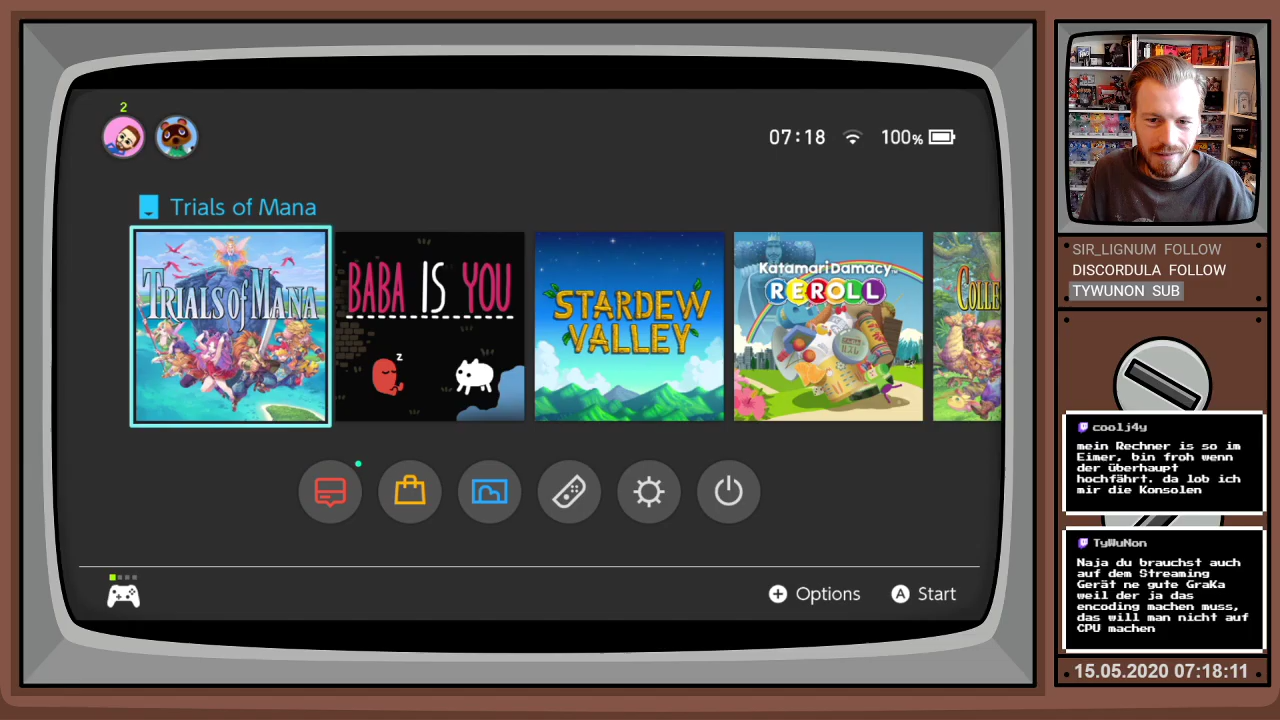 2
07:18
100%
Trials of Mana
TRIALS of MANA
BABA IS YOU
z
STARDEW
VALLEY
KatamariDamacy
REROLL
COLLE
Options
A Start
SIR_LIGNUM FOLLOW
DISCORDULA FOLLOW
TYWUNON SUB
coolj4y
mein Rechner is so im
Eimer, bin froh wenn
der überhaupt
hochfährt. da lob ich
mir die Konsolen
TyWuNon
Naja du brauchst auch
auf dem Streaming
Gerät ne gute GraKa
weil der ja das
encoding machen muss,
das will man nicht auf
CPU machen
15.05.2020 07:18:11